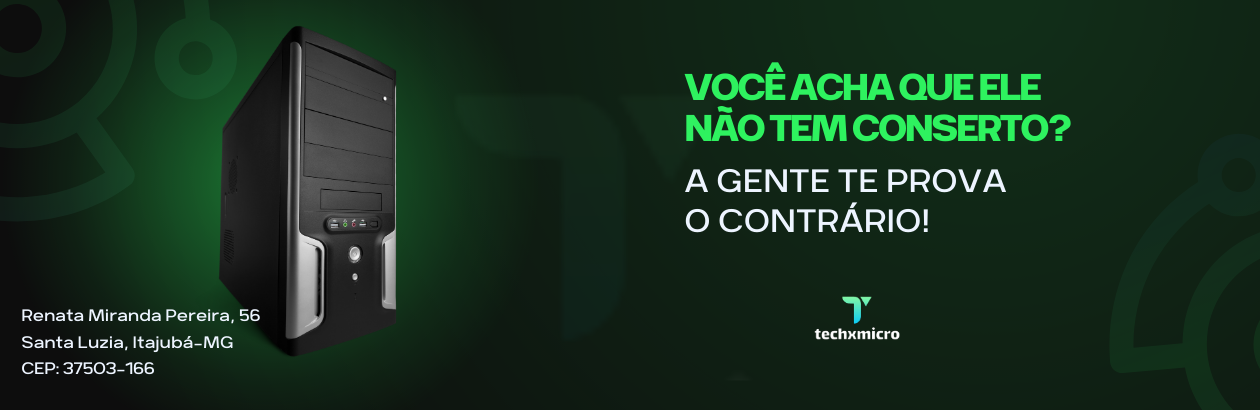 VOCÊ ACHA QUE ELE
NÃO TEM CONSERTO?
A GENTE TE PROVA
O CONTRÁRIO!
techxmicro
Renata Miranda Pereira, 56
Santa Luzia, Itajubá-MG
CEP: 37503-166